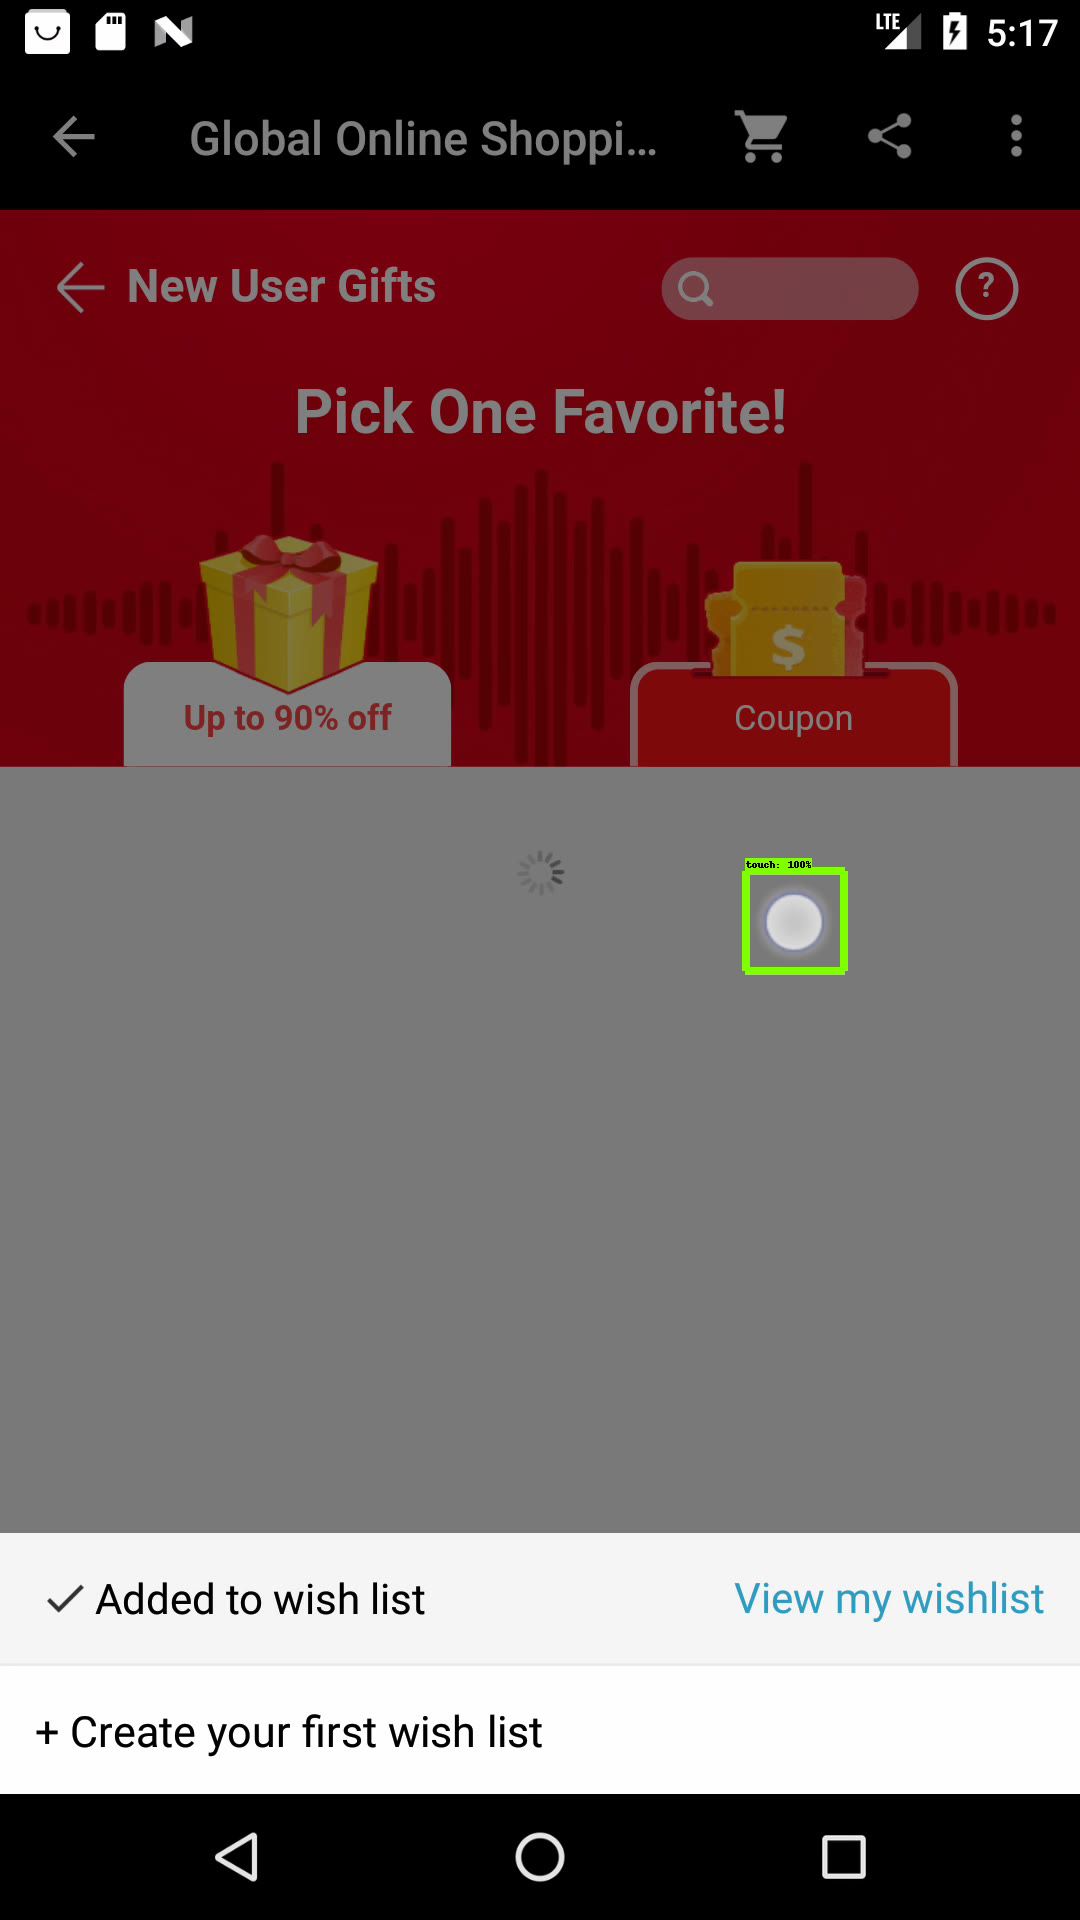 LTE 5:17
Global Online Shoppi...
New User Gifts ?
Pick One Favorite!
$
Up to 90% off
Coupon
touch: 100%
Added to wish list
View my wishlist
+ Create your first wish list